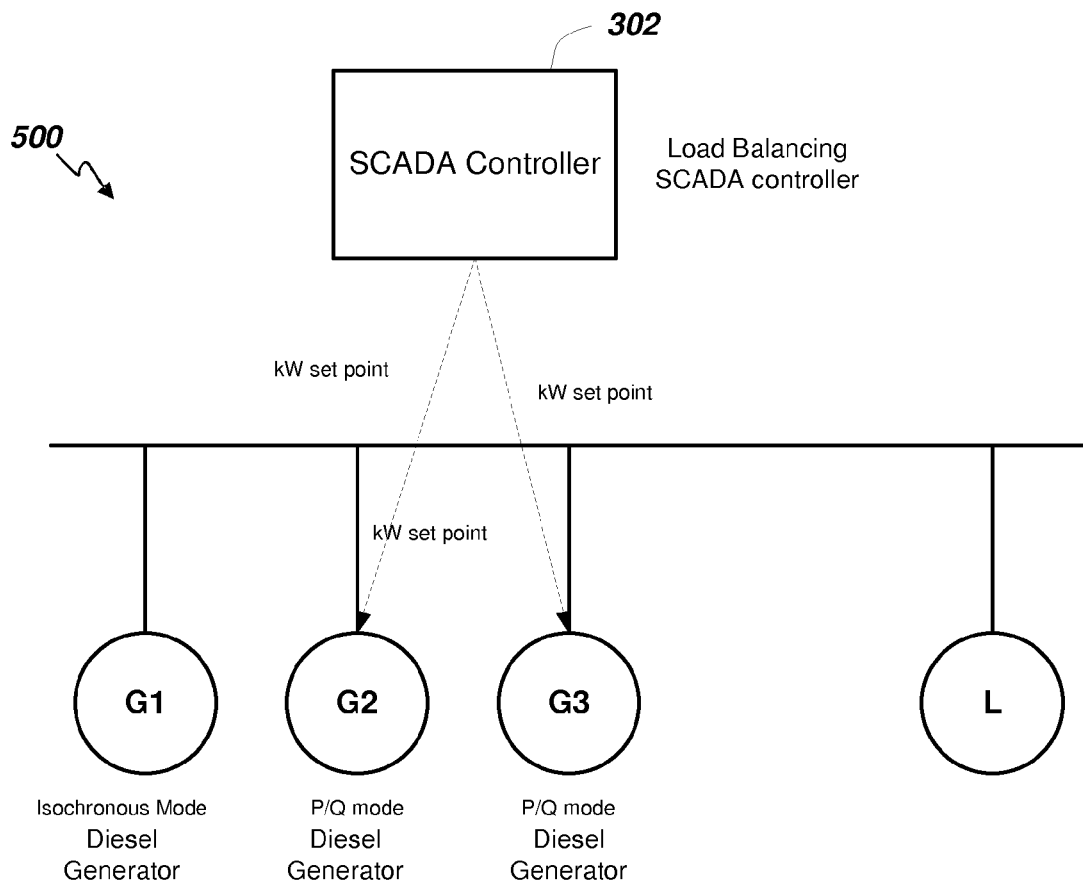 302
500
SCADA Controller
Load Balancing
SCADA controller
kW set point
kW set point
kW set point
G1
G2
G3
L
Isochronous Mode
Diesel
Generator
P/Q mode
Diesel
Generator
P/Q mode
Diesel
Generator